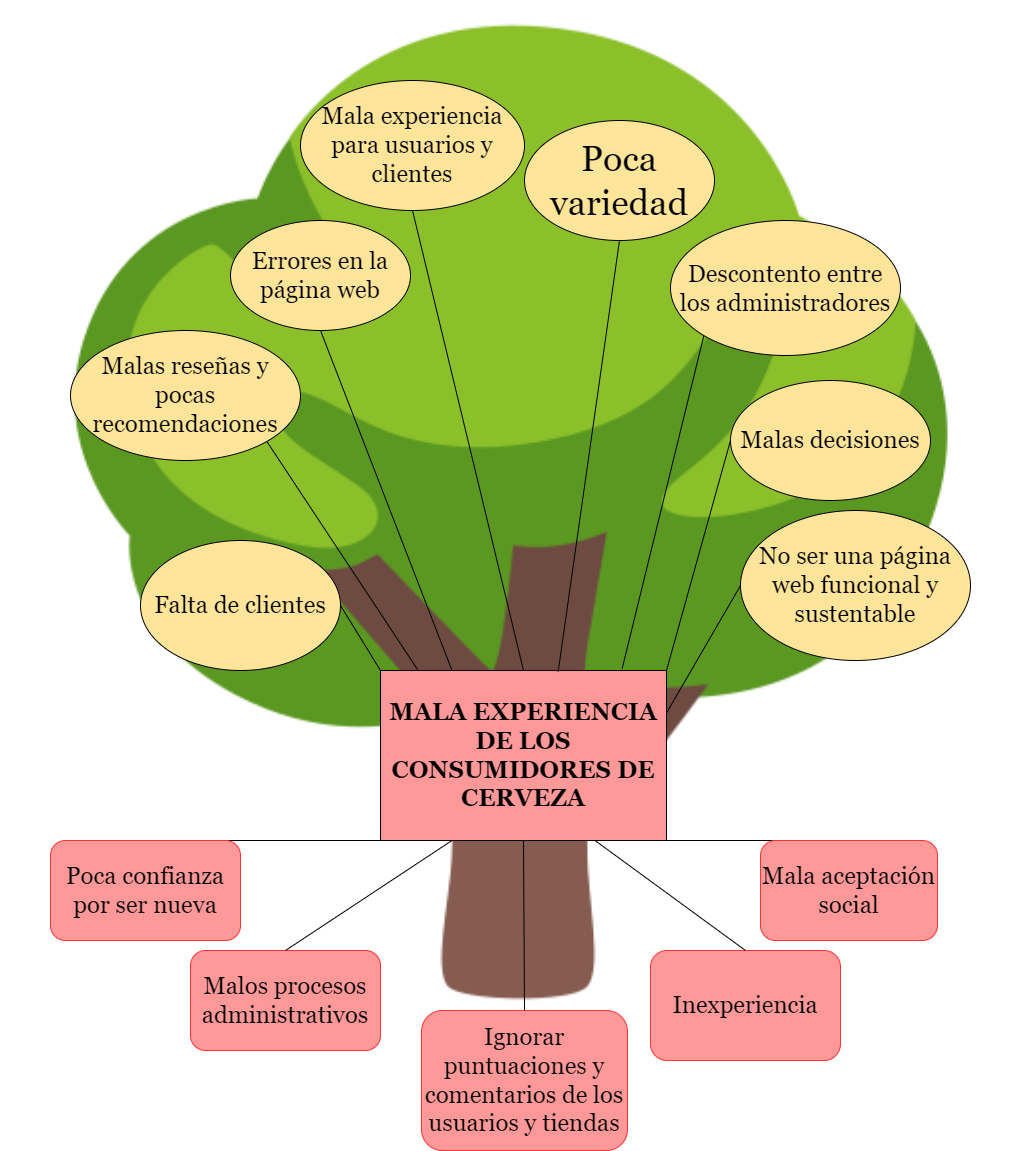 Mala experiencia
para usuarios y
clientes
Poca
variedad
Errores en la
página web
Descontento entre
los administradores
Malas reseñas y
pocas
recomendaciones
Malas decisiones
No ser una página
web funcional y
sustentable
Falta de clientes
MALA EXPERIENCIA
DE LOS
CONSUMIDORES DE
CERVEZA
Poca confianza
por ser nueva
Mala aceptación
social
Malos procesos
administrativos
Inexperiencia
Ignorar
puntuaciones y
comentarios de los
usuarios y tiendas